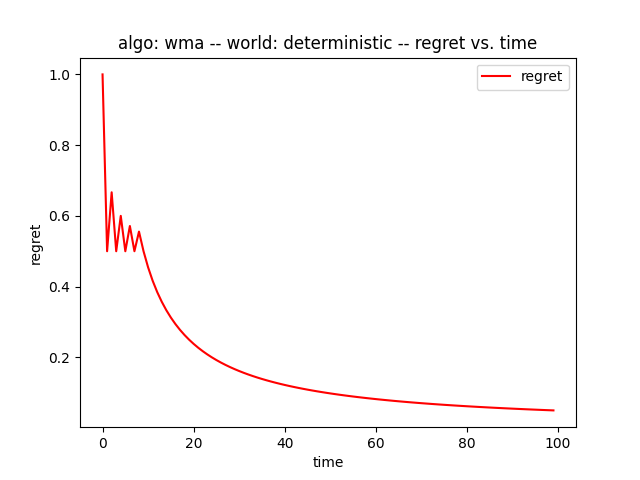 algo: wma -- world: deterministic -- regret vs. time
regret
1.0
0.8
0.6
0.4
0.2
regret
0 20 40 60 80 100
time